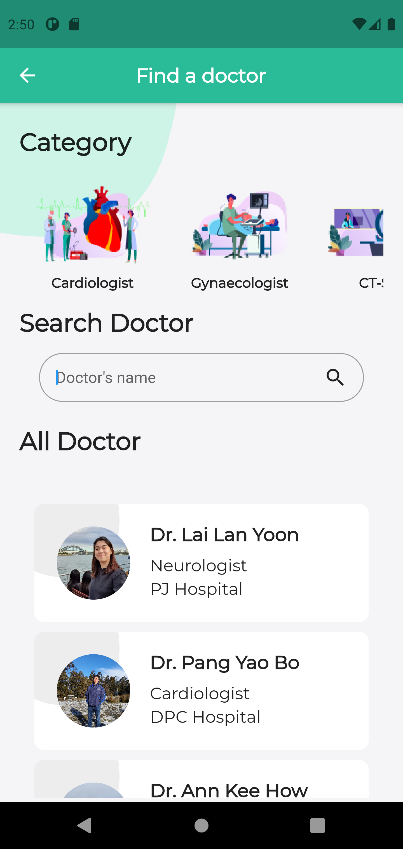 2:50
Find a doctor
Category
Cardiologist
Gynaecologist
CT-S
Search Doctor
Doctor's name
All Doctor
Dr. Lai Lan Yoon
Neurologist
PJ Hospital
Dr. Pang Yao Bo
Cardiologist
DPC Hospital
Dr. Ann Kee How